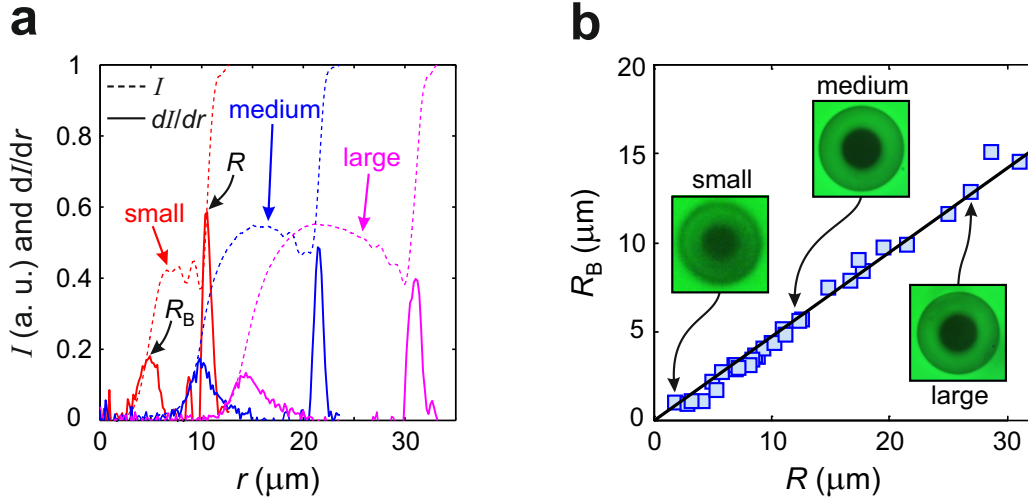 a
1
0.8
0.6
0.4
0.2
0
I (a. u.) and dI/dr
I
dI/dr
medium
R
large
small
R_B
0
10
20
30
r (μm)
b
20
15
10
5
0
R_B (μm)
medium
small
large
0
10
20
30
R (μm)